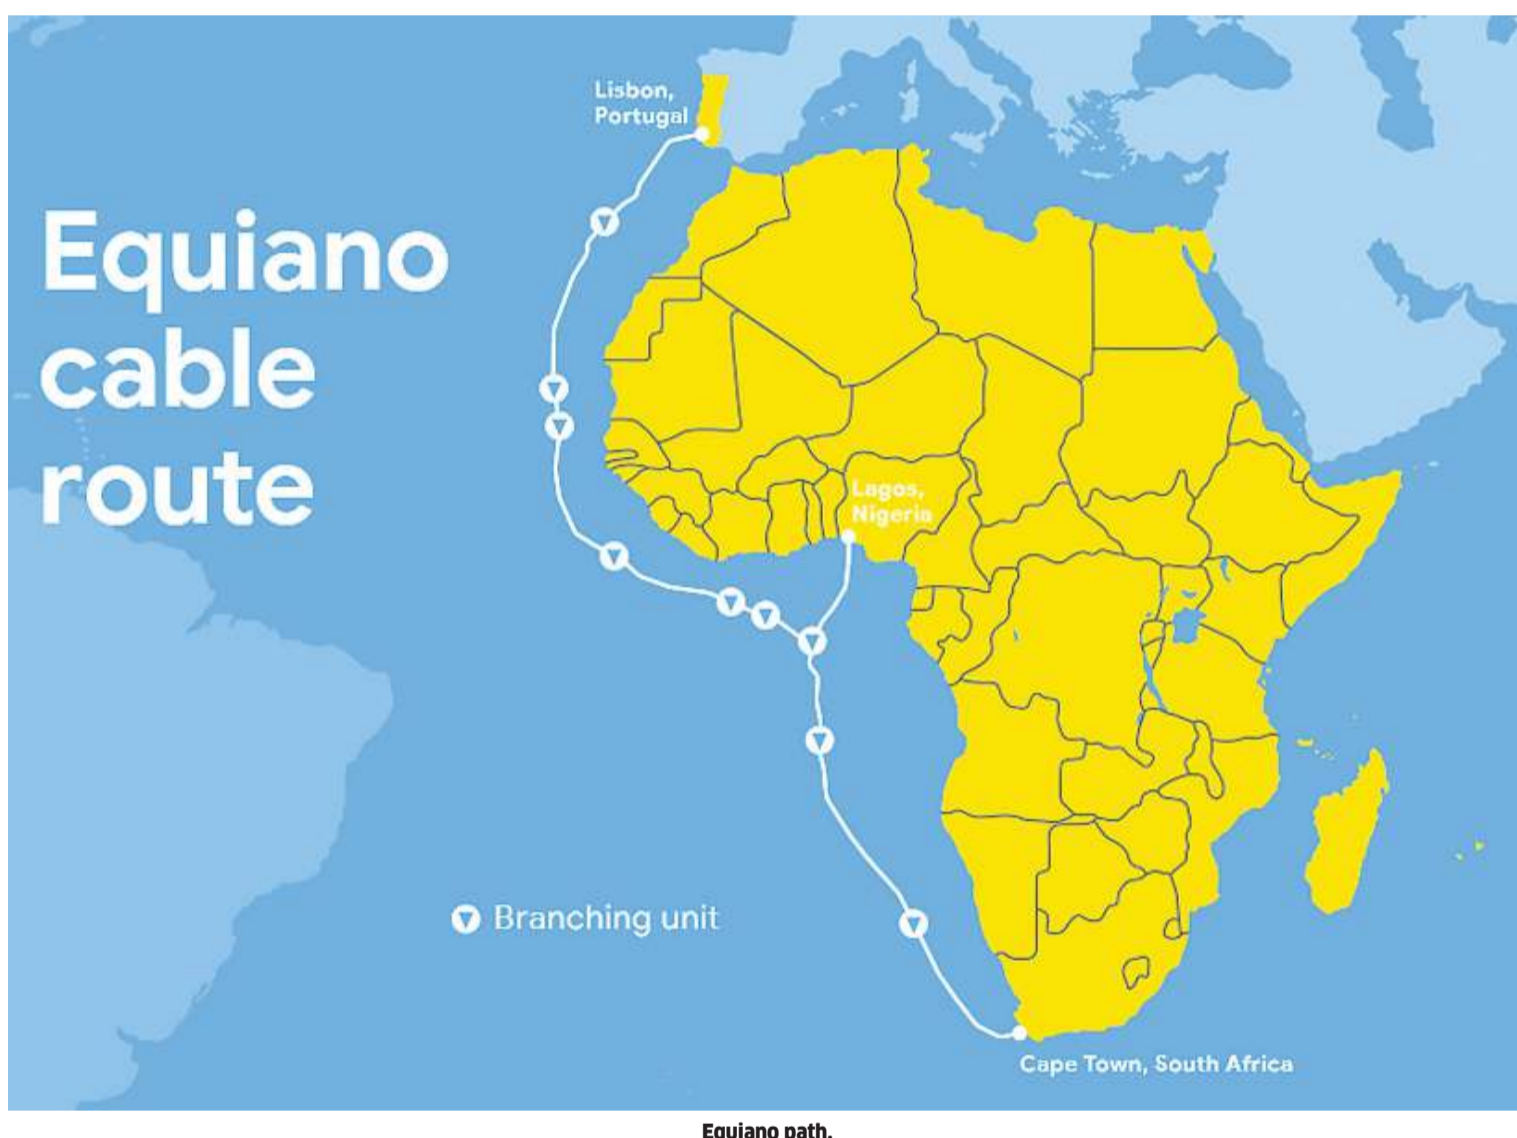 Lisbon,
Portugal
Equiano
cable
route
Lagos,
Nigeria
Branching unit
Cape Town, South Africa
Equiano path.